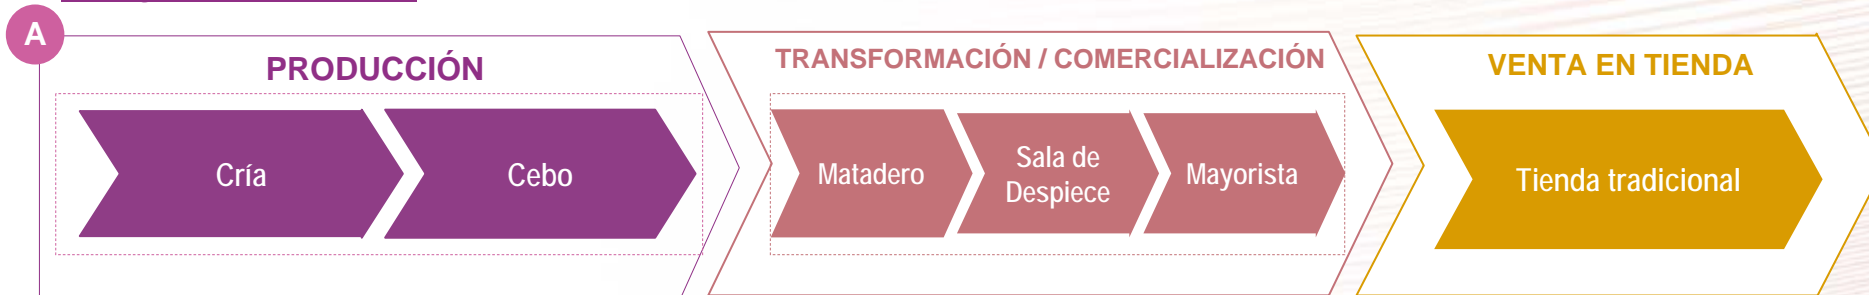 A
PRODUCCIÓN
TRANSFORMACIÓN / COMERCIALIZACIÓN
VENTA EN TIENDA
Cría
Cebo
Matadero
Sala de
Despiece
Mayorista
Tienda tradicional